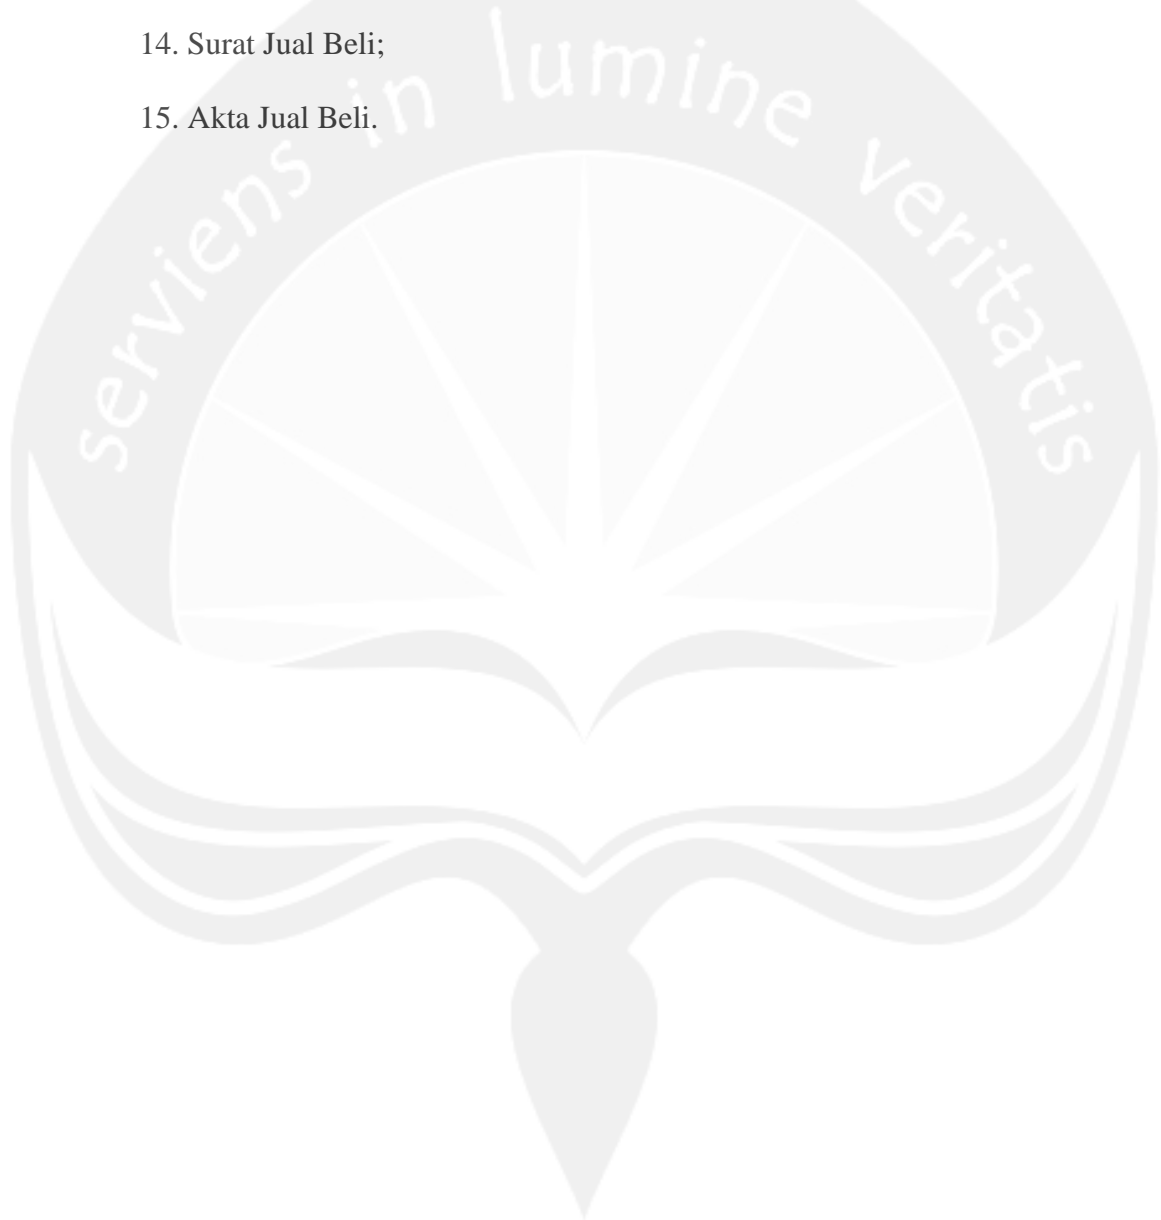 14. Surat Jual Beli;
15. Akta Jual Beli.
serviens in lumine veritatis